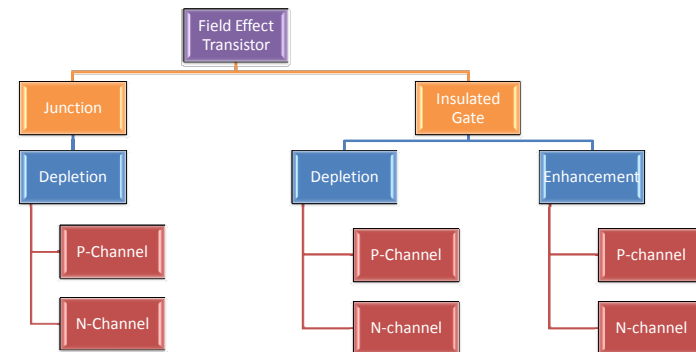 Field Effect
Transistor
Junction
Insulated
Gate
Depletion
Depletion
Enhancement
P-Channel
P-Channel
P-channel
N-Channel
N-channel
N-channel